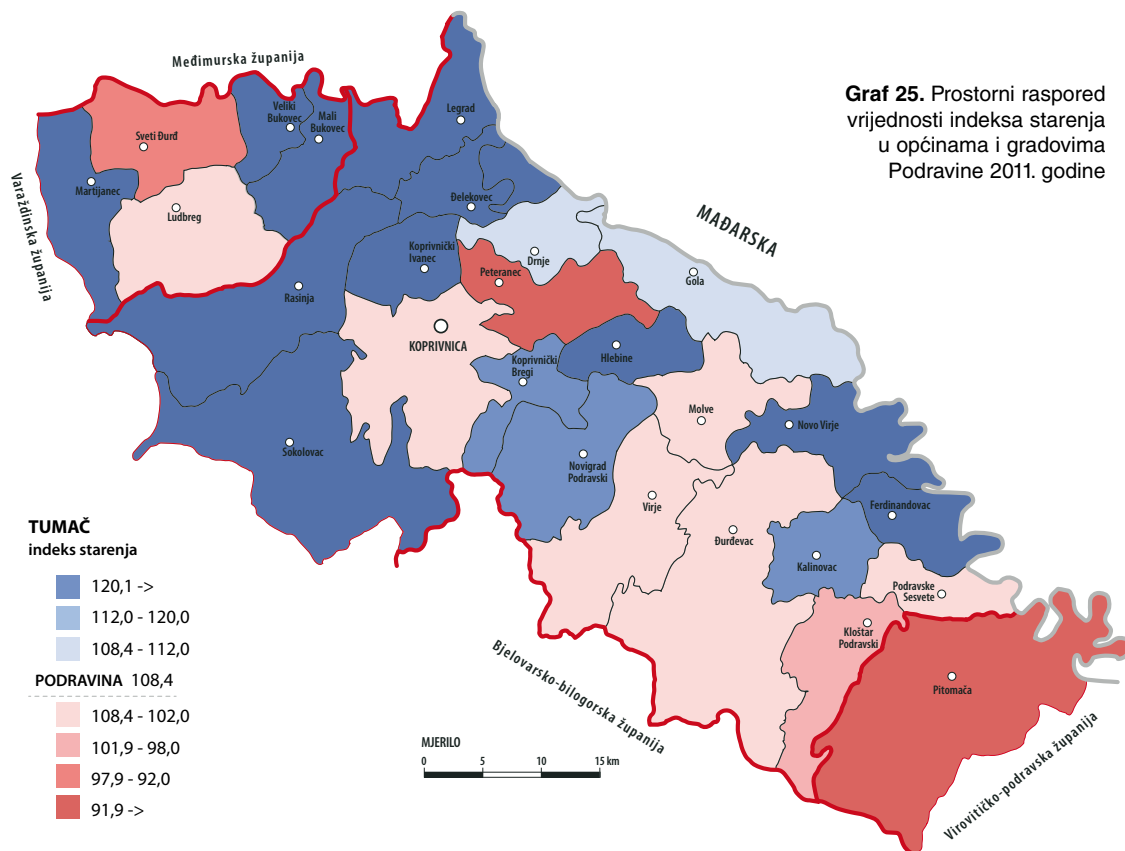 Graf 25. Prostorni raspored
vrijednosti indeksa starenja
u općinama i gradovima
Podravine 2011. godine
Međimurska županija
Varaždinska županija
MAĐARSKA
Bjelovarsko-bilogorska županija
Virovitičko-podravska županija
Sveti Đurđ
Veliki
Bukovec
Mali
Bukovec
Legrad
Martijanec
Ludbreg
Đelekovec
Koprivnički
Ivanec
Drnje
Peteranec
Gola
Rasinja
KOPRIVNICA
Koprivnički
Bregi
Hlebine
Molve
Novo Virje
Sokolovac
Novigrad
Podravski
Virje
Đurđevac
Ferdinandovac
Kalinovac
Podravske
Sesvete
Kloštar
Podravski
Pitomača
TUMAČ
indeks starenja
120,1 ->
112,0 - 120,0
108,4 - 112,0
PODRAVINA 108,4
108,4 - 102,0
101,9 - 98,0
97,9 - 92,0
91,9 ->
MJERILO
0 5 10 15 km